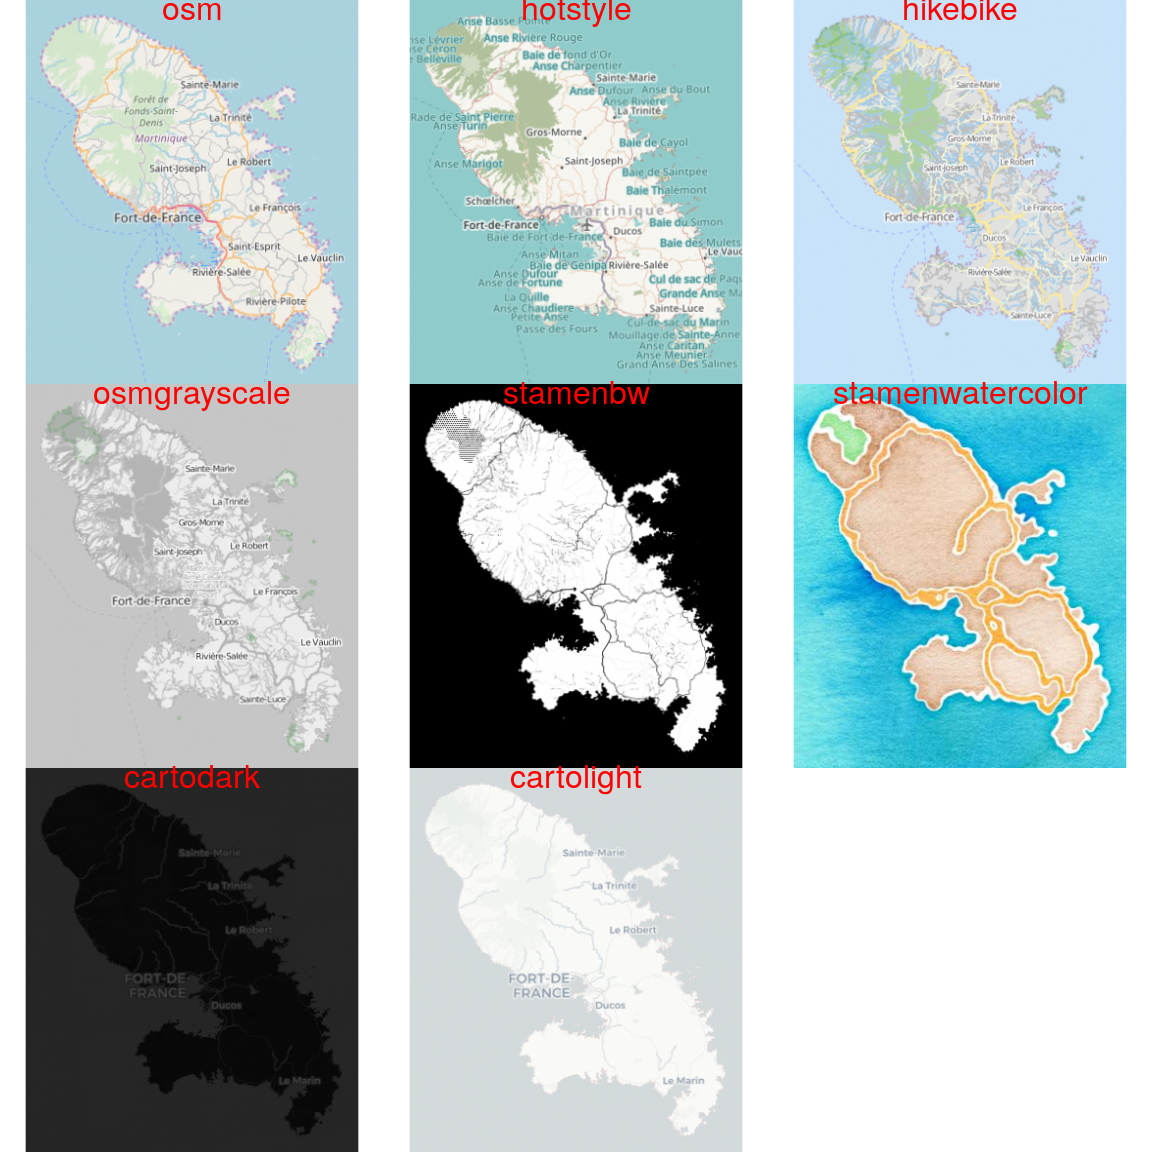 osm
Sainte-Marie
Forêt de
Fonds-Saint-
Denis
La Trinité
Martinique
Le Robert
Saint-Joseph
Le François
Fort-de-France
Saint-Esprit
Le Vauclin
Rivière-Salée
Rivière-Pilote
hotstyle
Anse Basse Pointe
Anse Rivière Rouge
nse Lévrier
se Céron
e Belleville
Baie de fond d'Or
Anse Charpentier
Sainte-Marie
Anse Dufour
Anse du Bout
Anse Rivière
La Trinité
Rade de Saint Pierre
Anse Turin
Gros-Morne
Baie de Cayol
Saint-Joseph
Anse Marigot
Baie de Saintpée
Baie Thalemont
Schœlcher
Martinique
Fort-de-France
Baie du Simon
Ducos
Baie de Fort-de-France
Baie des Mulets
Le Vauc
Anse Mitan
Baie de Génipa
Rivière-Salée
Anse Dufour
Anse de Fortune
Cul de sac de Paqu
La Quille
Grande Anse Ma
Anse Chaudiere
Sainte-Luce
Petite Anse
Passe des Fours
Cul-de-sac du Marin
Mouillage de Sainte-Anne
Anse Caritan
Anse Meunier
Grand Anse Des Salines
hikebike
Sainte-Marie
La Trinité
Gros-Morne
Le Robert
Saint-Joseph
Le François
Fort-de-France
Ducos
Le Vauclin
Rivière-Salée
Sainte-Luce
osmgrayscale
Sainte-Marie
La Trinité
Gros-Morne
Le Robert
Saint-Joseph
Le François
Fort-de-France
Ducos
Le Vauclin
Rivière-Salée
Sainte-Luce
stamenbw
stamenwatercolor
cartodark
Sainte-Marie
La Trinité
Le Robert
FORT-DE
FRANCE
Ducos
Le Marin
cartolight
Sainte-Marie
La Trinité
Le Robert
FORT-DE
FRANCE
Ducos
Le Marin